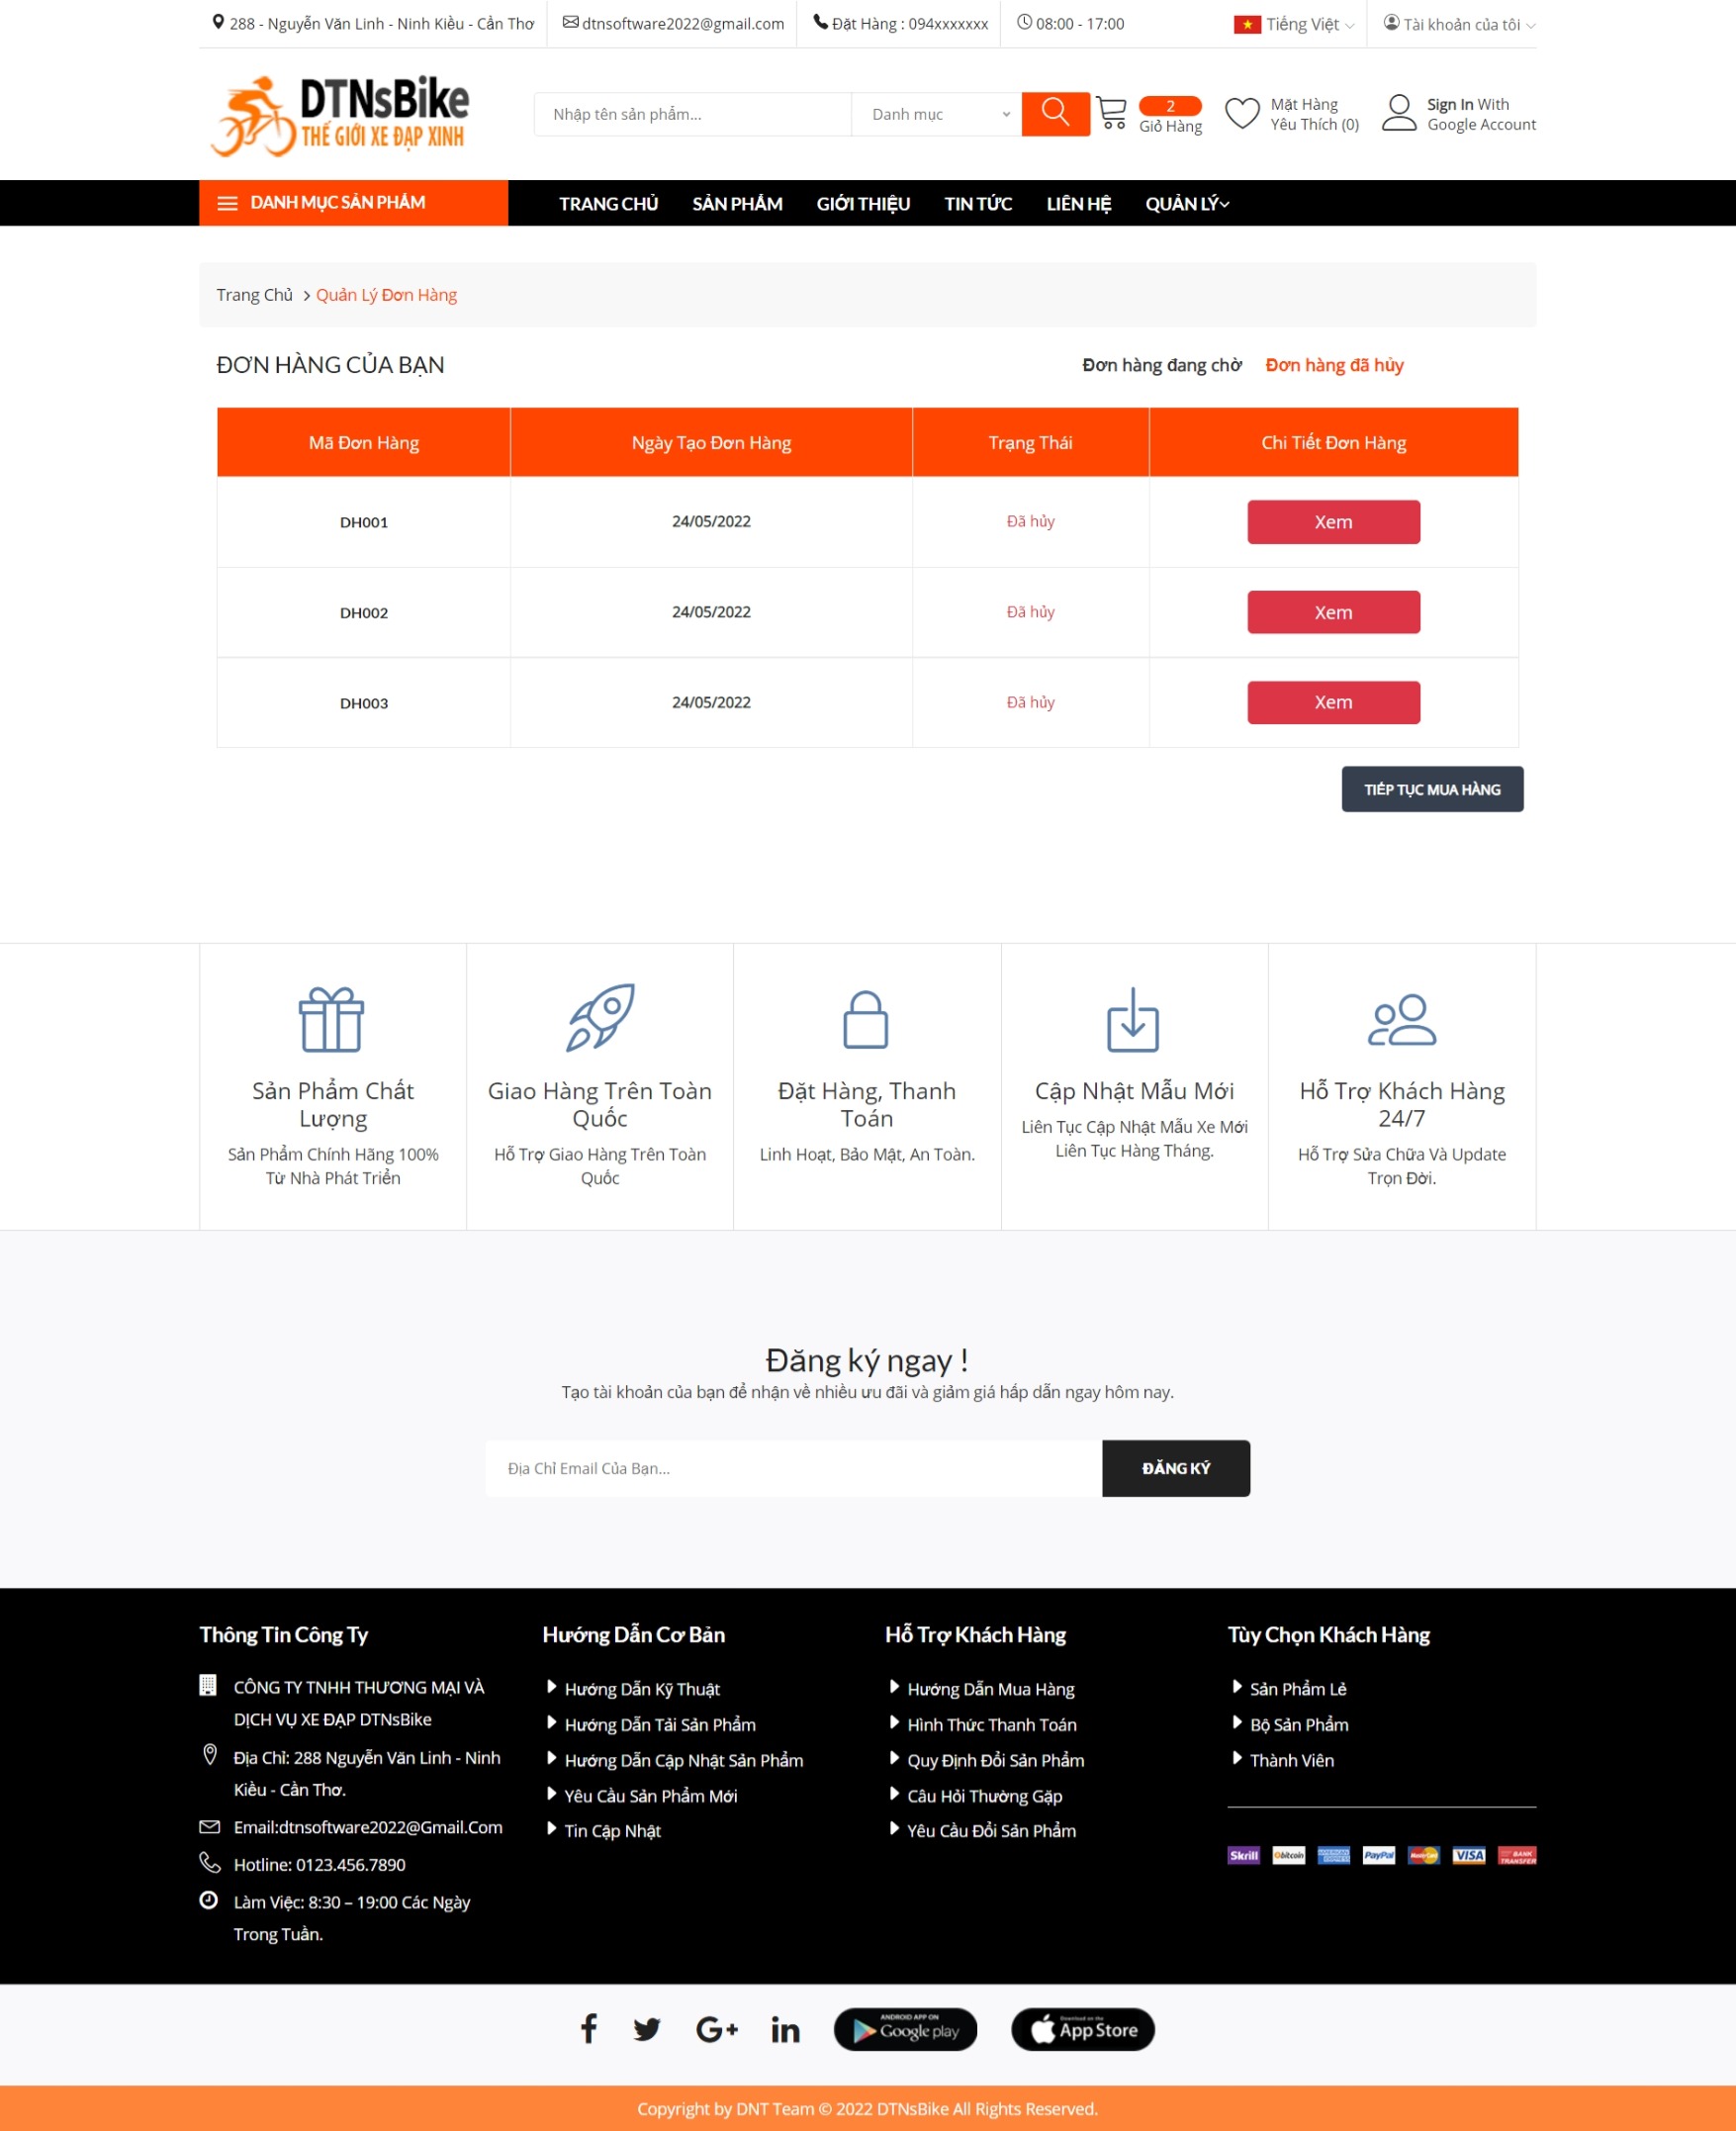 288 - Nguyễn Văn Linh - Ninh Kiều - Cần Thơ
dtnsoftware2022@gmail.com
Đặt Hàng : 094xxxxxxx
08:00 - 17:00
Tiếng Việt
Tài khoản của tôi
DTNsBike
THẾ GIỚI XE ĐẠP XINH
Nhập tên sản phẩm...
Danh mục
2
Giỏ Hàng
Mặt Hàng
Yêu Thích (0)
Sign In With
Google Account
DANH MỤC SẢN PHẨM
TRANG CHỦ
SẢN PHẨM
GIỚI THIỆU
TIN TỨC
LIÊN HỆ
QUẢN LÝ
Trang Chủ > Quản Lý Đơn Hàng
ĐƠN HÀNG CỦA BẠN
Đơn hàng đang chờ
Đơn hàng đã hủy
Mã Đơn Hàng
Ngày Tạo Đơn Hàng
Trạng Thái
Chi Tiết Đơn Hàng
DH001
24/05/2022
Đã hủy
Xem
DH002
24/05/2022
Đã hủy
Xem
DH003
24/05/2022
Đã hủy
Xem
TIẾP TỤC MUA HÀNG
Sản Phẩm Chất
Lượng
Sản Phẩm Chính Hãng 100%
Từ Nhà Phát Triển
Giao Hàng Trên Toàn
Quốc
Hỗ Trợ Giao Hàng Trên Toàn
Quốc
Đặt Hàng, Thanh
Toán
Linh Hoạt, Bảo Mật, An Toàn.
Cập Nhật Mẫu Mới
Liên Tục Cập Nhật Mẫu Xe Mới
Liên Tục Hàng Tháng.
Hỗ Trợ Khách Hàng
24/7
Hỗ Trợ Sửa Chữa Và Update
Trọn Đời.
Đăng ký ngay !
Tạo tài khoản của bạn để nhận về nhiều ưu đãi và giảm giá hấp dẫn ngay hôm nay.
Địa Chỉ Email Của Bạn...
ĐĂNG KÝ
Thông Tin Công Ty
CÔNG TY TNHH THƯƠNG MẠI VÀ
DỊCH VỤ XE ĐẠP DTNsBike
Địa Chỉ: 288 Nguyễn Văn Linh - Ninh
Kiều - Cần Thơ.
Email:dtnsoftware2022@Gmail.Com
Hotline: 0123.456.7890
Làm Việc: 8:30 – 19:00 Các Ngày
Trong Tuần.
Hướng Dẫn Cơ Bản
Hướng Dẫn Kỹ Thuật
Hướng Dẫn Tải Sản Phẩm
Hướng Dẫn Cập Nhật Sản Phẩm
Yêu Cầu Sản Phẩm Mới
Tin Cập Nhật
Hỗ Trợ Khách Hàng
Hướng Dẫn Mua Hàng
Hình Thức Thanh Toán
Quy Định Đổi Sản Phẩm
Câu Hỏi Thường Gặp
Yêu Cầu Đổi Sản Phẩm
Tùy Chọn Khách Hàng
Sản Phẩm Lẻ
Bộ Sản Phẩm
Thành Viên
Skrill
bitcoin
AMERICAN EXPRESS
PayPal
MasterCard
VISA
BANK TRANSFER
ANDROID APP ON
Google play
Download on the
App Store
Copyright by DNT Team © 2022 DTNsBike All Rights Reserved.